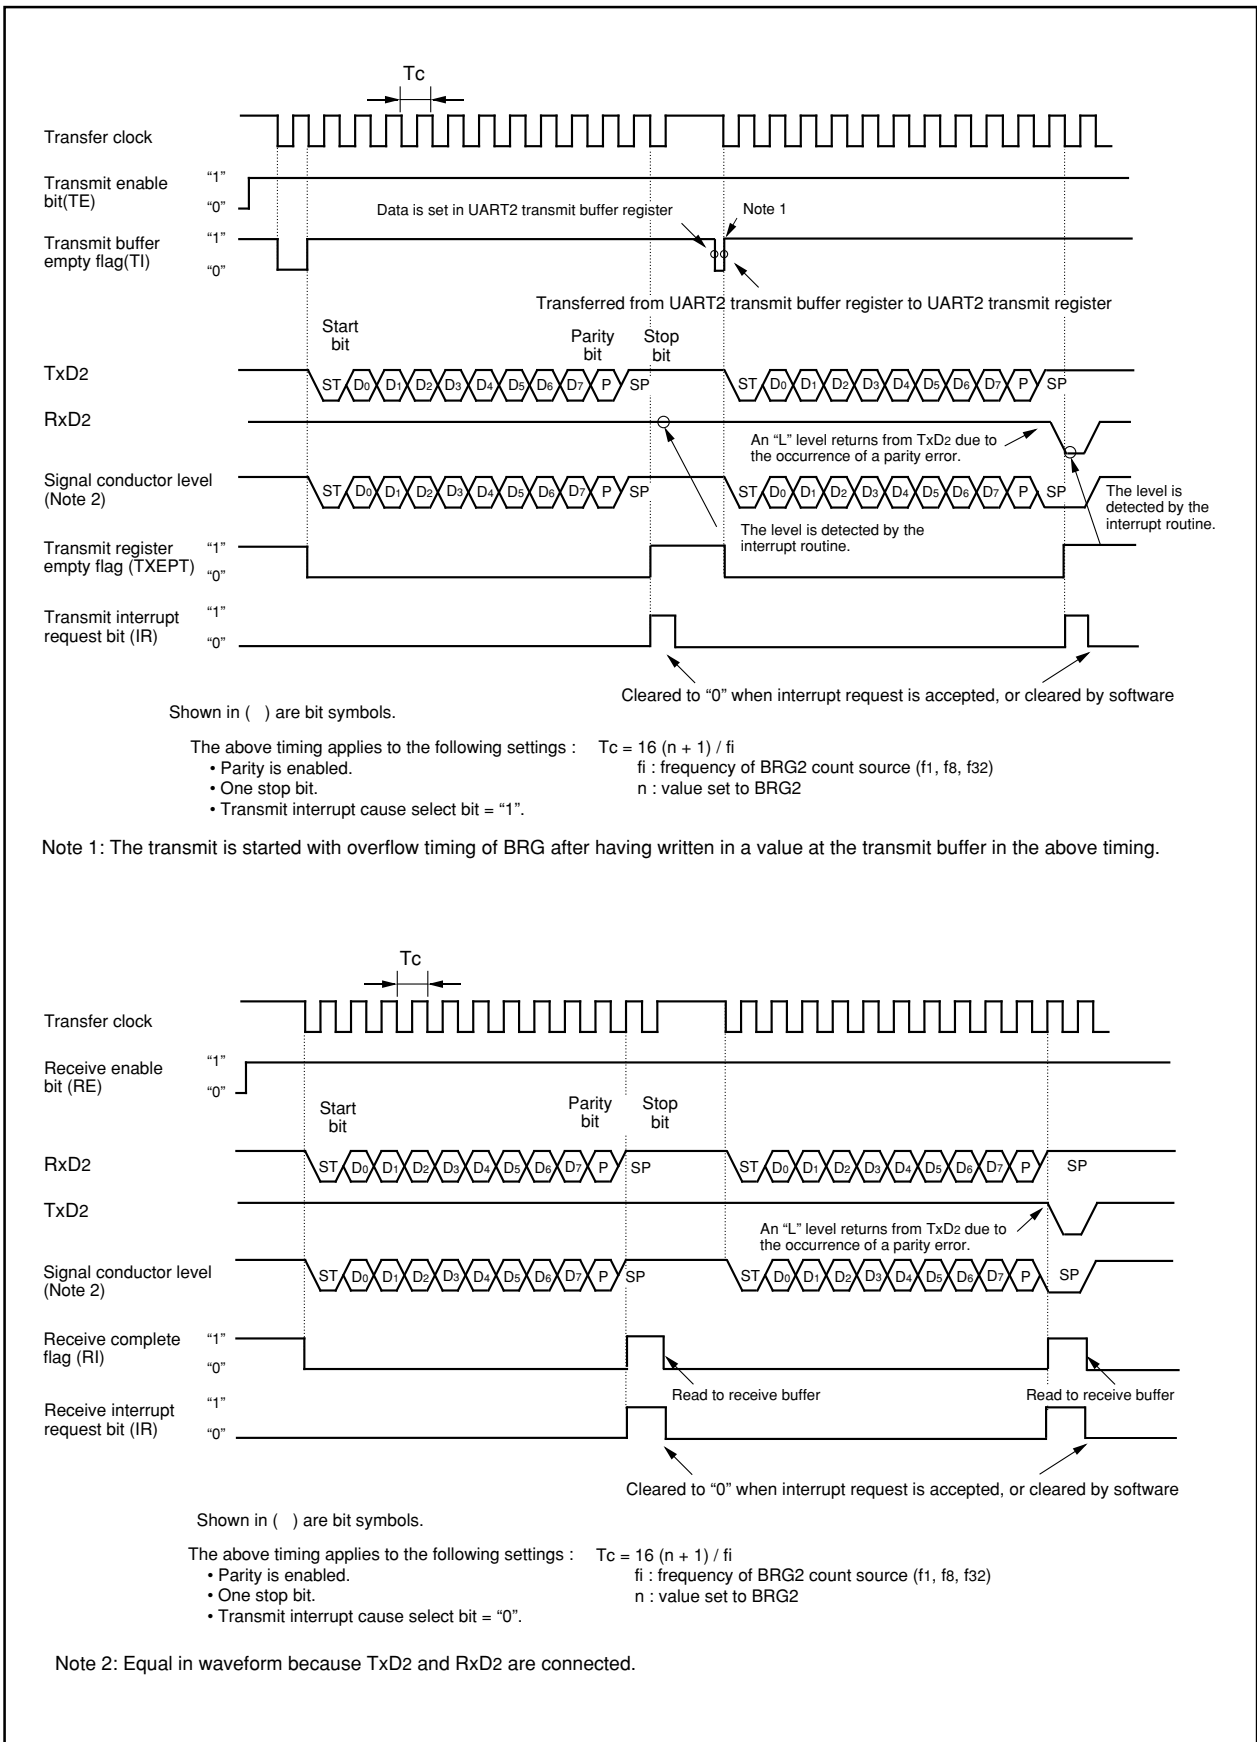 Tc
Transfer clock
Transmit enable
bit(TE)
“1”
“0”
Data is set in UART2 transmit buffer register
Note 1
Transmit buffer
empty flag(TI)
“1”
“0”
Transferred from UART2 transmit buffer register to UART2 transmit register
Start
bit
Parity
bit
Stop
bit
TxD2
ST D0 D1 D2 D3 D4 D5 D6 D7 P SP
ST D0 D1 D2 D3 D4 D5 D6 D7 P SP
RxD2
An “L” level returns from TxD2 due to
the occurrence of a parity error.
Signal conductor level
(Note 2)
ST D0 D1 D2 D3 D4 D5 D6 D7 P SP
ST D0 D1 D2 D3 D4 D5 D6 D7 P SP
The level is
detected by the
interrupt routine.
The level is detected by the
interrupt routine.
Transmit register
empty flag (TXEPT)
“1”
“0”
Transmit interrupt
request bit (IR)
“1”
“0”
Cleared to “0” when interrupt request is accepted, or cleared by software
Shown in ( ) are bit symbols.
The above timing applies to the following settings :
• Parity is enabled.
• One stop bit.
• Transmit interrupt cause select bit = “1”.
Tc = 16 (n + 1) / fi
fi : frequency of BRG2 count source (f1, f8, f32)
n : value set to BRG2
Note 1: The transmit is started with overflow timing of BRG after having written in a value at the transmit buffer in the above timing.
Tc
Transfer clock
Receive enable
bit (RE)
“1”
“0”
Start
bit
Parity
bit
Stop
bit
RxD2
ST D0 D1 D2 D3 D4 D5 D6 D7 P SP
ST D0 D1 D2 D3 D4 D5 D6 D7 P SP
TxD2
An “L” level returns from TxD2 due to
the occurrence of a parity error.
Signal conductor level
(Note 2)
ST D0 D1 D2 D3 D4 D5 D6 D7 P SP
ST D0 D1 D2 D3 D4 D5 D6 D7 P SP
Receive complete
flag (RI)
“1”
“0”
Read to receive buffer
Read to receive buffer
Receive interrupt
request bit (IR)
“1”
“0”
Cleared to “0” when interrupt request is accepted, or cleared by software
Shown in ( ) are bit symbols.
The above timing applies to the following settings :
• Parity is enabled.
• One stop bit.
• Transmit interrupt cause select bit = “0”.
Tc = 16 (n + 1) / fi
fi : frequency of BRG2 count source (f1, f8, f32)
n : value set to BRG2
Note 2: Equal in waveform because TxD2 and RxD2 are connected.